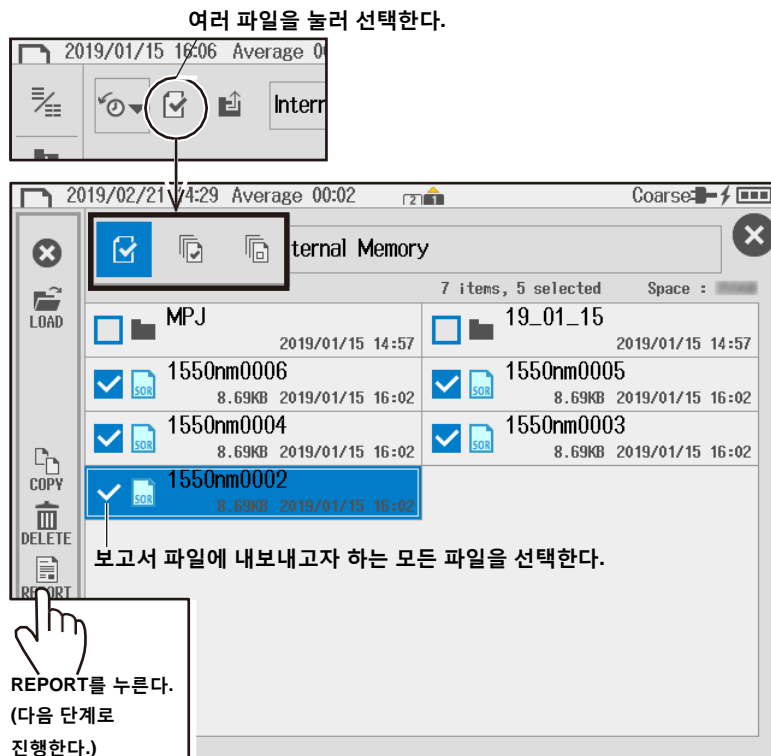 여러 파일을 눌러 선택한다.
2019/01/15 16:06 Average 0
Intern
2019/02/21 14:29 Average 00:02 2 1 Coarse
ternal Memory
7 items, 5 selected Space :
LOAD
MPJ
2019/01/15 14:57
19_01_15
2019/01/15 14:57
1550nm0006
SOR
8.69KB 2019/01/15 16:02
1550nm0005
SOR
8.69KB 2019/01/15 16:02
1550nm0004
SOR
8.69KB 2019/01/15 16:02
1550nm0003
SOR
8.69KB 2019/01/15 16:02
COPY
1550nm0002
SOR
8.69KB 2019/01/15 16:02
DELETE
보고서 파일에 내보내고자 하는 모든 파일을 선택한다.
REPORT
REPORT를 누른다.
(다음 단계로
진행한다.)